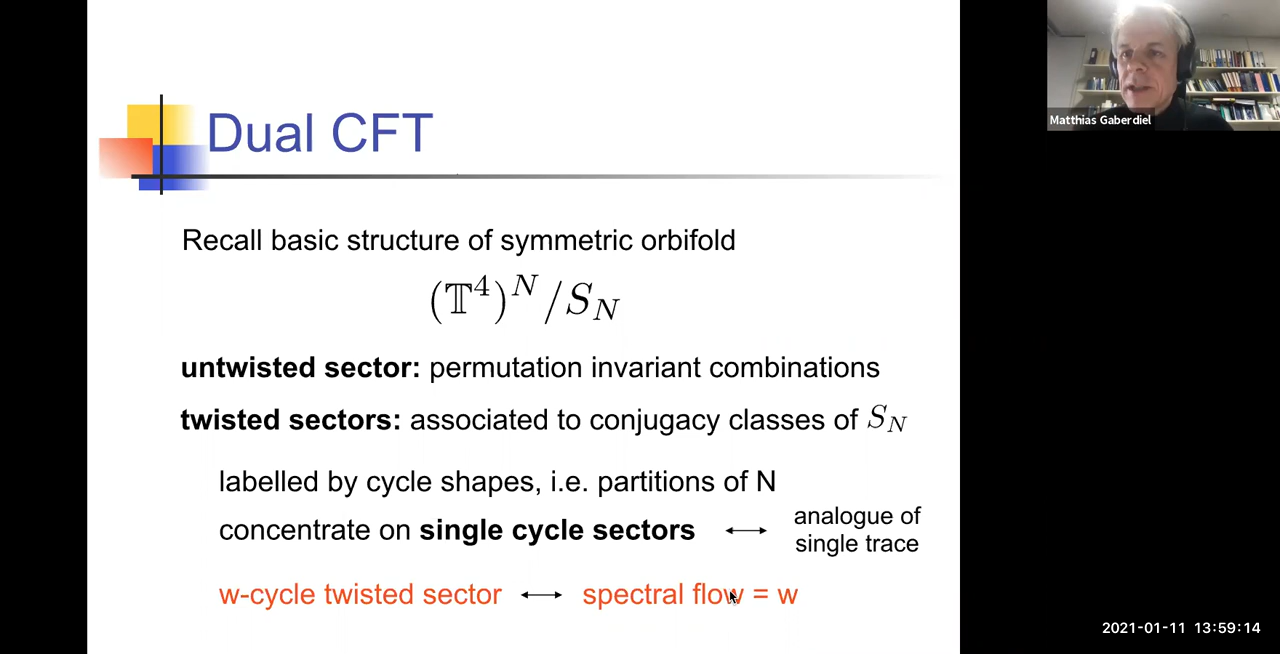 Dual CFT
Recall basic structure of symmetric orbifold
(𝕋⁴)ᴺ/S_N
untwisted sector: permutation invariant combinations
twisted sectors: associated to conjugacy classes of S_N
labelled by cycle shapes, i.e. partitions of N
concentrate on single cycle sectors ↔ analogue of
single trace
w-cycle twisted sector ↔ spectral flow = w
Matthias Gaberdiel
2021-01-11 13:59:14